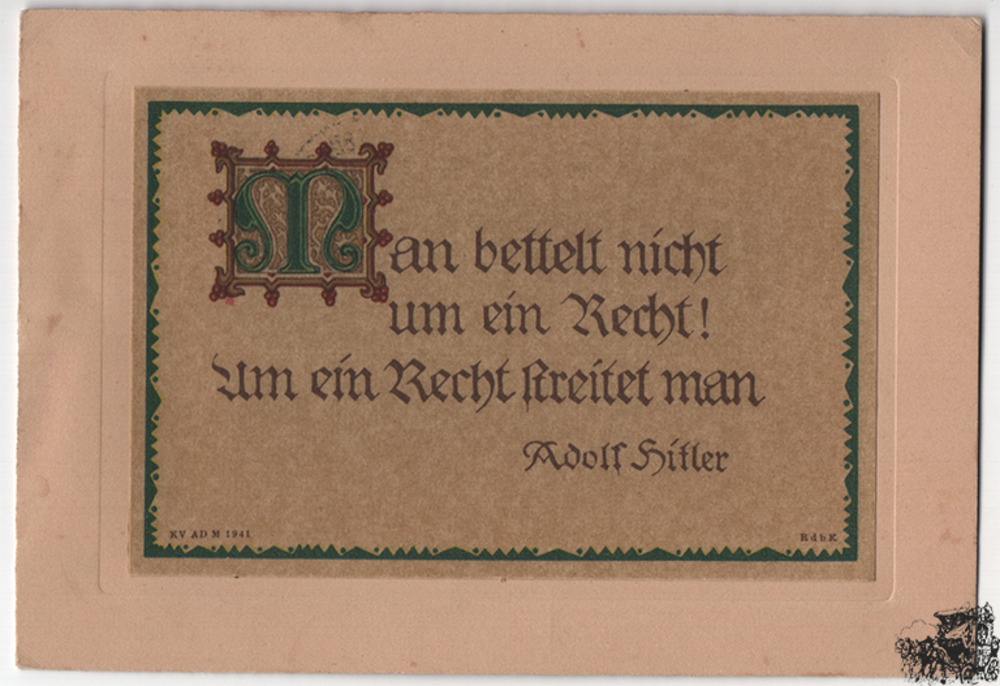 Man bettelt nicht
um ein Recht!
Um ein Recht streitet man
Adolf Hitler
KV AD M 1941
RdbK